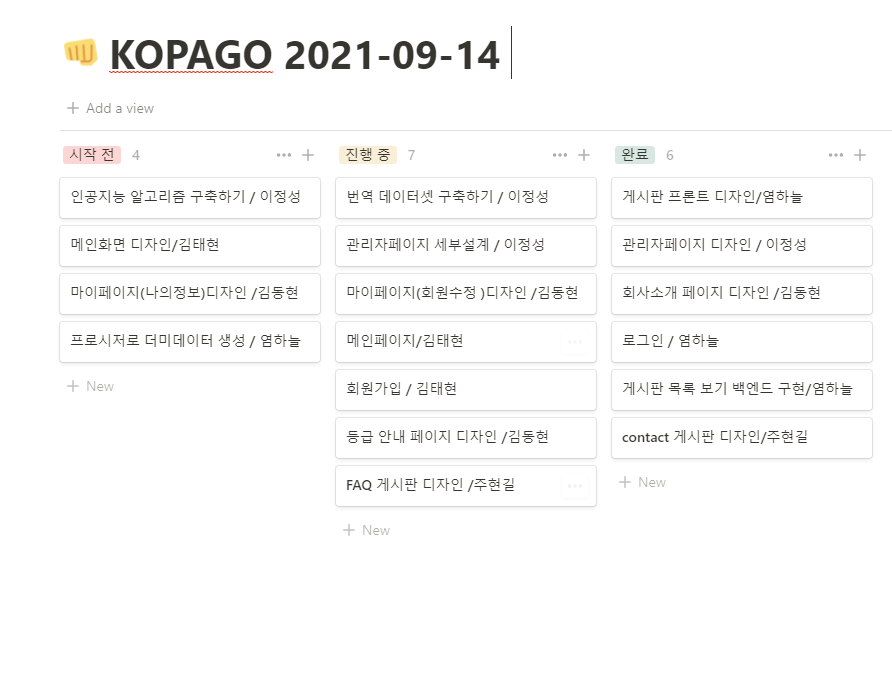 KOPAGO 2021-09-14
Add a view
시작 전 4
인공지능 알고리즘 구축하기 / 이정성
메인화면 디자인/김태현
마이페이지(나의정보)디자인 /김동현
프로시저로 더미데이터 생성 / 염하늘
New
진행 중 7
번역 데이터셋 구축하기 / 이정성
관리자페이지 세부설계 / 이정성
마이페이지(회원수정 )디자인 /김동현
메인페이지/김태현
회원가입 / 김태현
등급 안내 페이지 디자인 /김동현
FAQ 게시판 디자인 /주현길
New
완료 6
게시판 프론트 디자인/염하늘
관리자페이지 디자인 / 이정성
회사소개 페이지 디자인 /김동현
로그인 / 염하늘
게시판 목록 보기 백엔드 구현/염하늘
contact 게시판 디자인/주현길
New